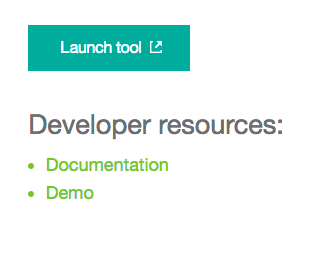 Launch tool
Developer resources:
Documentation
Demo